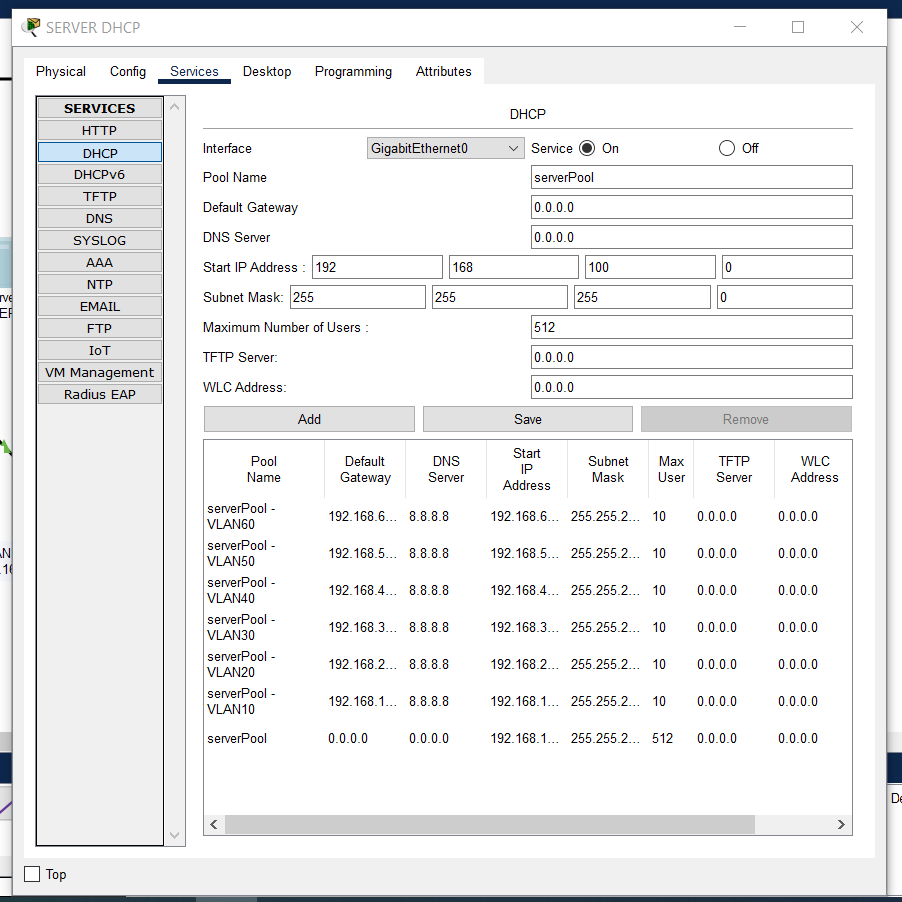 SERVER DHCP
Physical Config Services Desktop Programming Attributes
SERVICES
HTTP
DHCP
DHCPv6
TFTP
DNS
SYSLOG
AAA
NTP
EMAIL
FTP
IoT
VM Management
Radius EAP
DHCP
Interface GigabitEthernet0 Service On Off
Pool Name serverPool
Default Gateway 0.0.0.0
DNS Server 0.0.0.0
Start IP Address : 192 168 100 0
Subnet Mask: 255 255 255 0
Maximum Number of Users : 512
TFTP Server: 0.0.0.0
WLC Address: 0.0.0.0
Add Save Remove
Pool Name Default Gateway DNS Server Start IP Address Subnet Mask Max User TFTP Server WLC Address
serverPool - VLAN60 192.168.6... 8.8.8.8 192.168.6... 255.255.2... 10 0.0.0.0 0.0.0.0
serverPool - VLAN50 192.168.5... 8.8.8.8 192.168.5... 255.255.2... 10 0.0.0.0 0.0.0.0
serverPool - VLAN40 192.168.4... 8.8.8.8 192.168.4... 255.255.2... 10 0.0.0.0 0.0.0.0
serverPool - VLAN30 192.168.3... 8.8.8.8 192.168.3... 255.255.2... 10 0.0.0.0 0.0.0.0
serverPool - VLAN20 192.168.2... 8.8.8.8 192.168.2... 255.255.2... 10 0.0.0.0 0.0.0.0
serverPool - VLAN10 192.168.1... 8.8.8.8 192.168.1... 255.255.2... 10 0.0.0.0 0.0.0.0
serverPool 0.0.0.0 0.0.0.0 192.168.1... 255.255.2... 512 0.0.0.0 0.0.0.0
Top